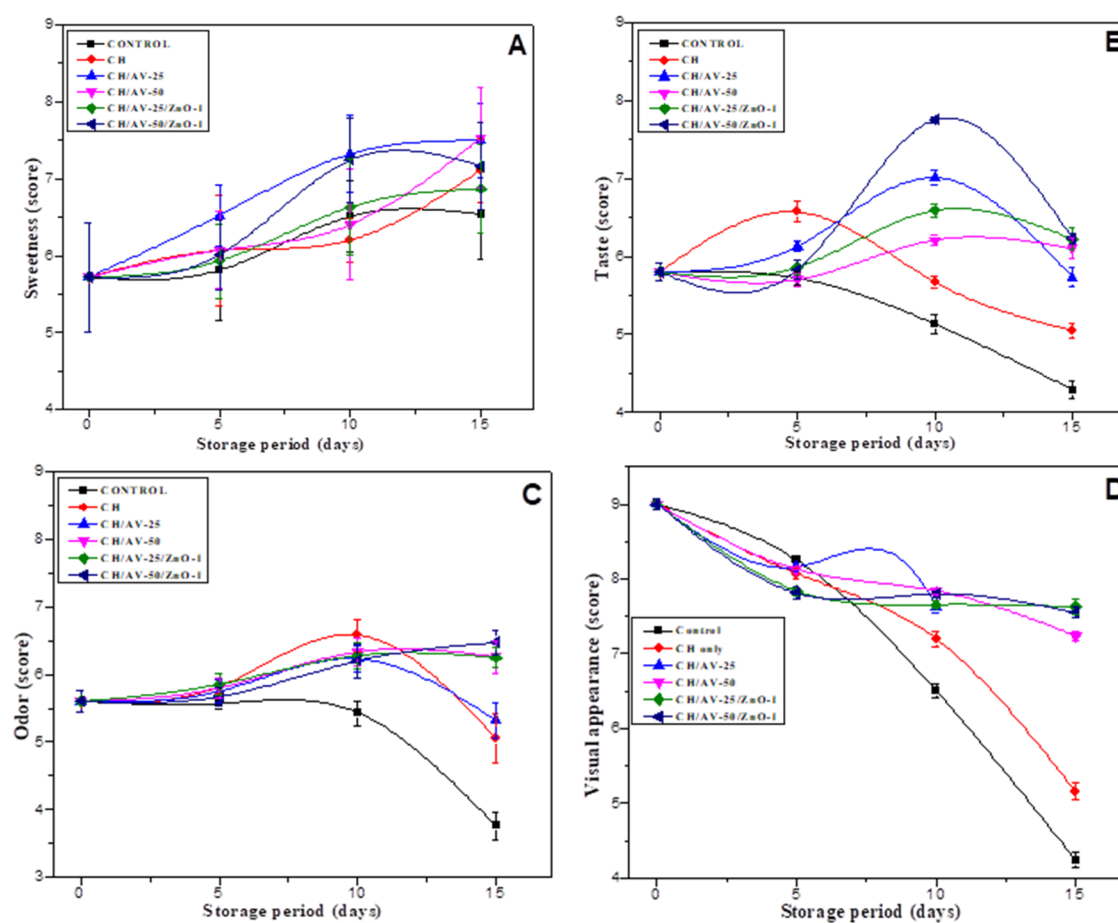 A
CONTROL
CH
CH/AV-25
CH/AV-50
CH/AV-25/ZnO-1
CH/AV-50/ZnO-1
9
8
7
6
5
4
Sweetness (score)
0 5 10 15
Storage period (days)
B
CONTROL
CH
CH/AV-25
CH/AV-50
CH/AV-25/ZnO-1
CH/AV-50/ZnO-1
9
8
7
6
5
4
Taste (score)
0 5 10 15
Storage period (days)
C
CONTROL
CH
CH/AV-25
CH/AV-50
CH/AV-25/ZnO-1
CH/AV-50/ZnO-1
9
8
7
6
5
4
3
Odor (score)
0 5 10 15
Storage period (days)
D
9
8
7
6
5
4
Visual appearance (score)
Control
CH only
CH/AV-25
CH/AV-50
CH/AV-25/ZnO-1
CH/AV-50/ZnO-1
0 5 10 15
Storage period (days)